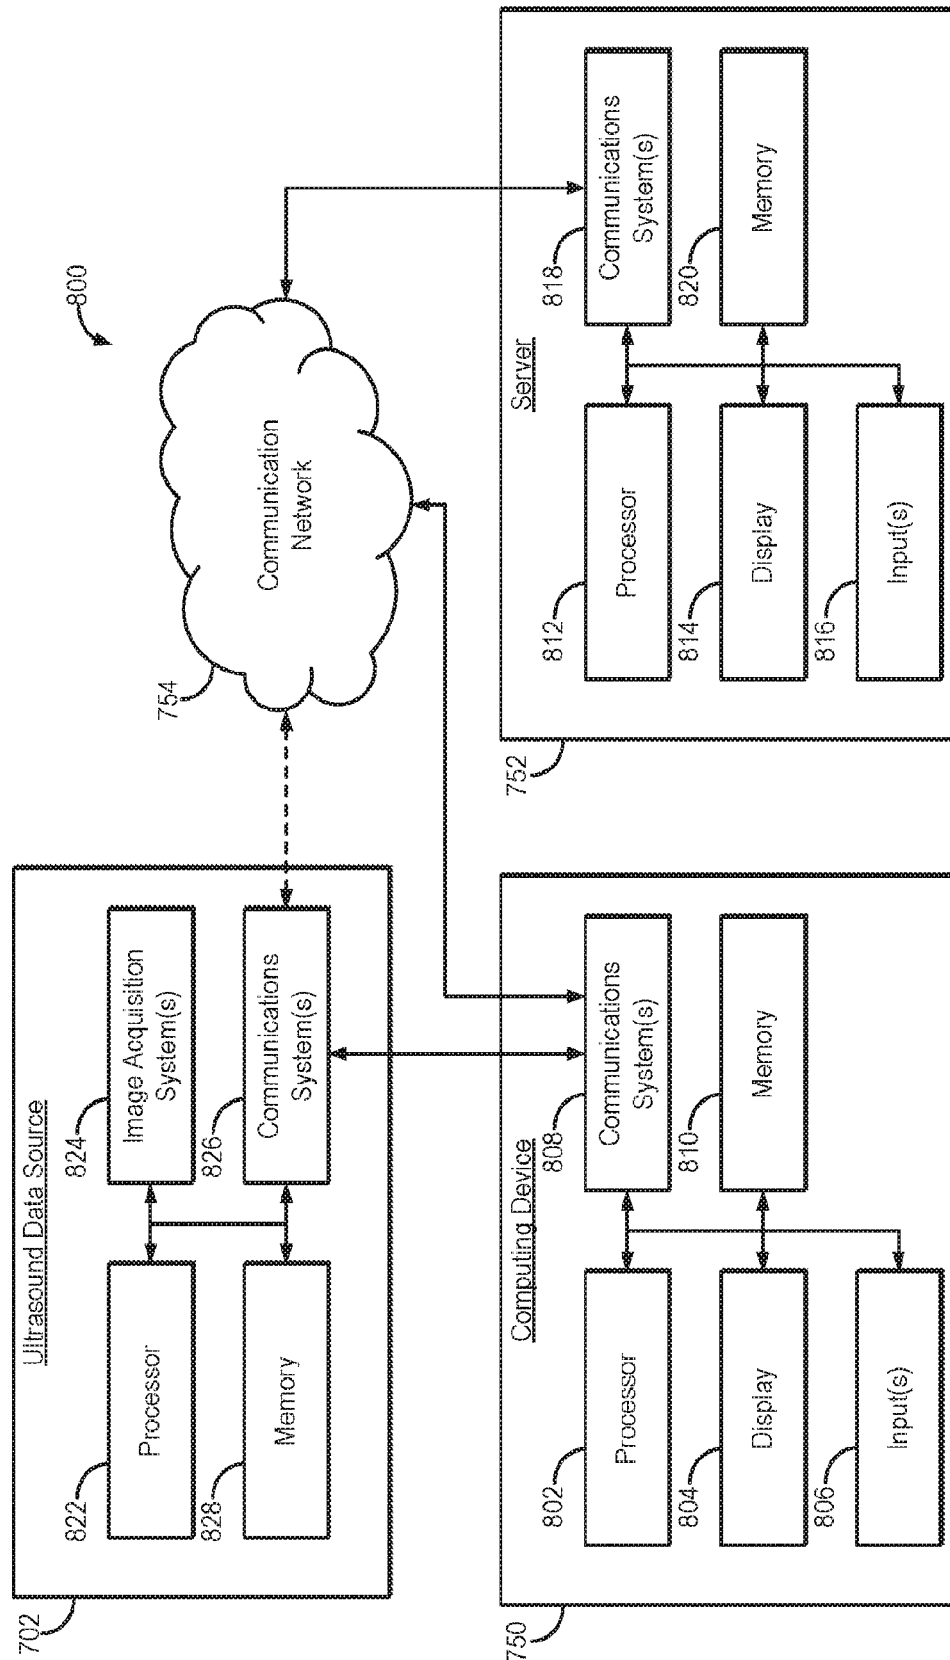 800
702
Ultrasound Data Source
822
Processor
824
Image Acquisition
System(s)
828
Memory
826
Communications
System(s)
754
Communication
Network
750
Computing Device
802
Processor
808
Communications
System(s)
804
Display
810
Memory
806
Input(s)
752
Server
812
Processor
818
Communications
System(s)
814
Display
820
Memory
816
Input(s)